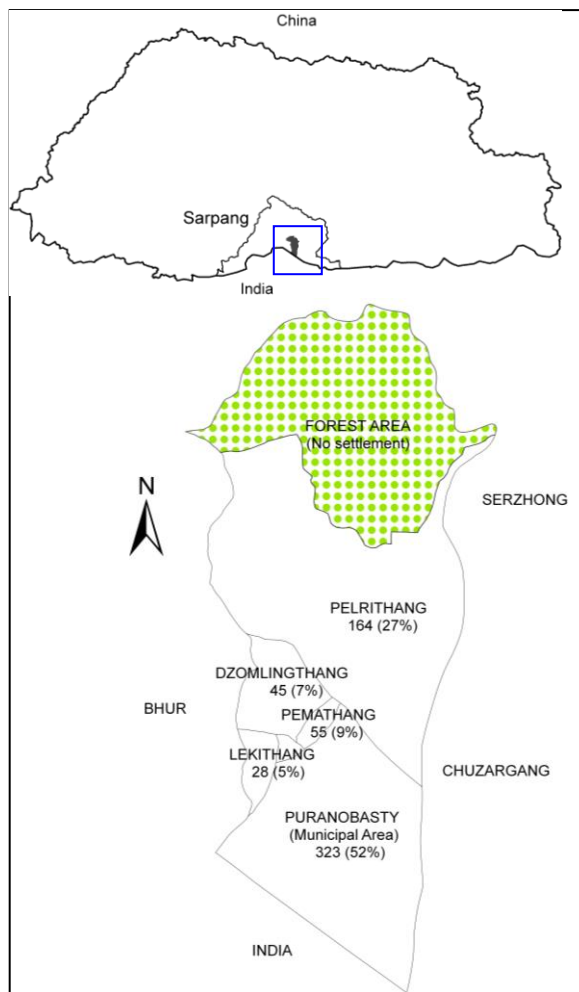 China
Sarpang
India
FOREST AREA
(No settlement)
N
SERZHONG
PELRITHANG
164 (27%)
DZOMLINGTHANG
45 (7%)
BHUR
PEMATHANG
55 (9%)
LEKITHANG
28 (5%)
CHUZARGANG
PURANOBASTY
(Municipal Area)
323 (52%)
INDIA